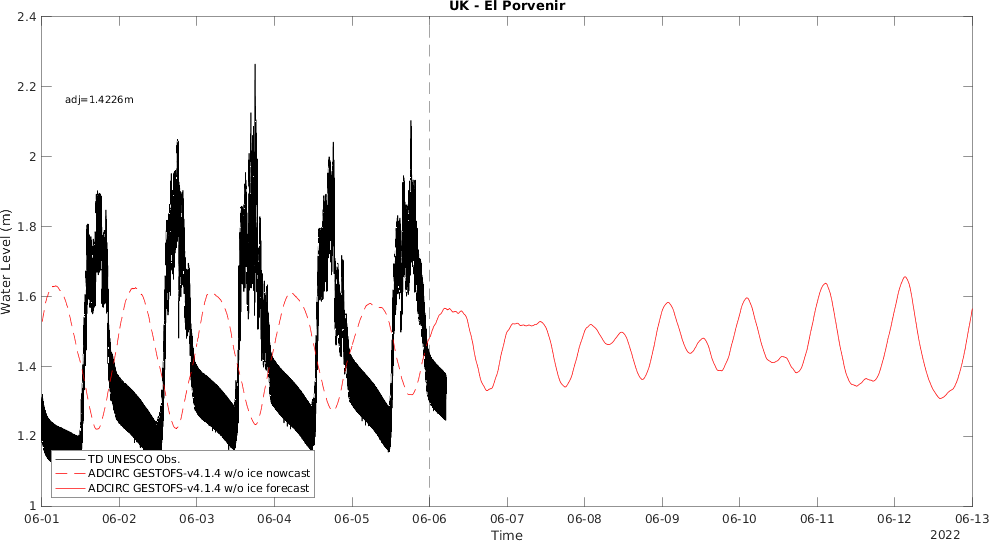 UK - El Porvenir
2.4
2.2
2
1.8
1.6
1.4
1.2
1
Water Level (m)
adj=1.4226m
TD UNESCO Obs.
ADCIRC GESTOFS-v4.1.4 w/o ice nowcast
ADCIRC GESTOFS-v4.1.4 w/o ice forecast
06-01 06-02 06-03 06-04 06-05 06-06 06-07 06-08 06-09 06-10 06-11 06-12 06-13
Time
2022